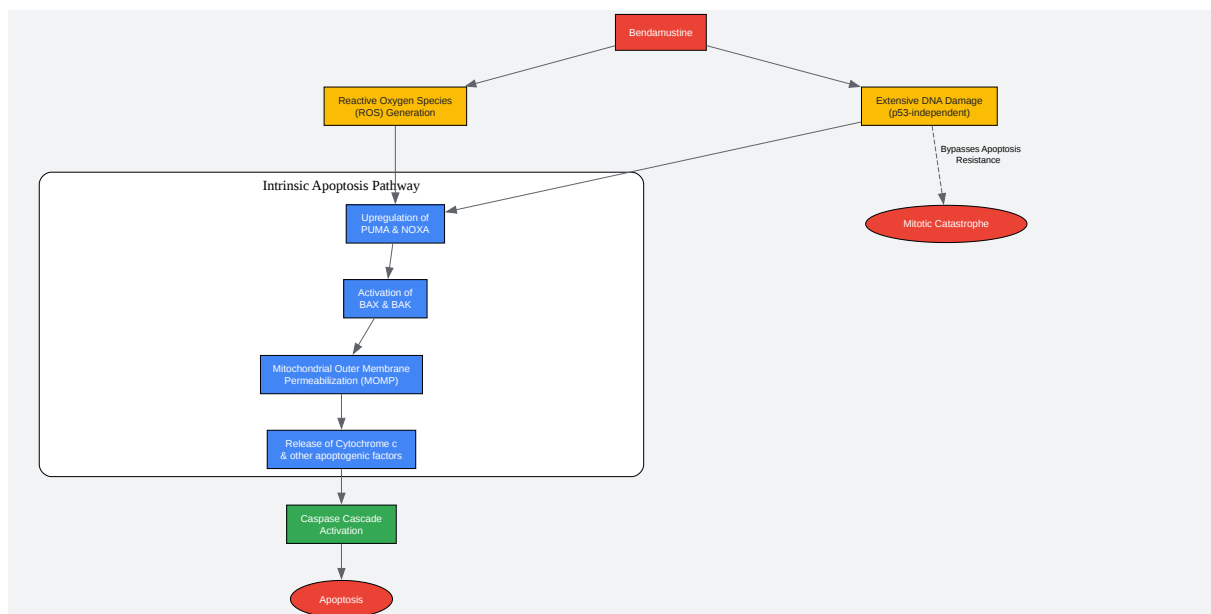 Bendamustine
Reactive Oxygen Species
(ROS) Generation
Extensive DNA Damage
(p53-independent)
Bypasses Apoptosis
Resistance
Intrinsic Apoptosis Pathway
Upregulation of
PUMA & NOXA
Mitotic Catastrophe
Activation of
BAX & BAK
Mitochondrial Outer Membrane
Permeabilization (MOMP)
Release of Cytochrome c
& other apoptogenic factors
Caspase Cascade
Activation
Apoptosis